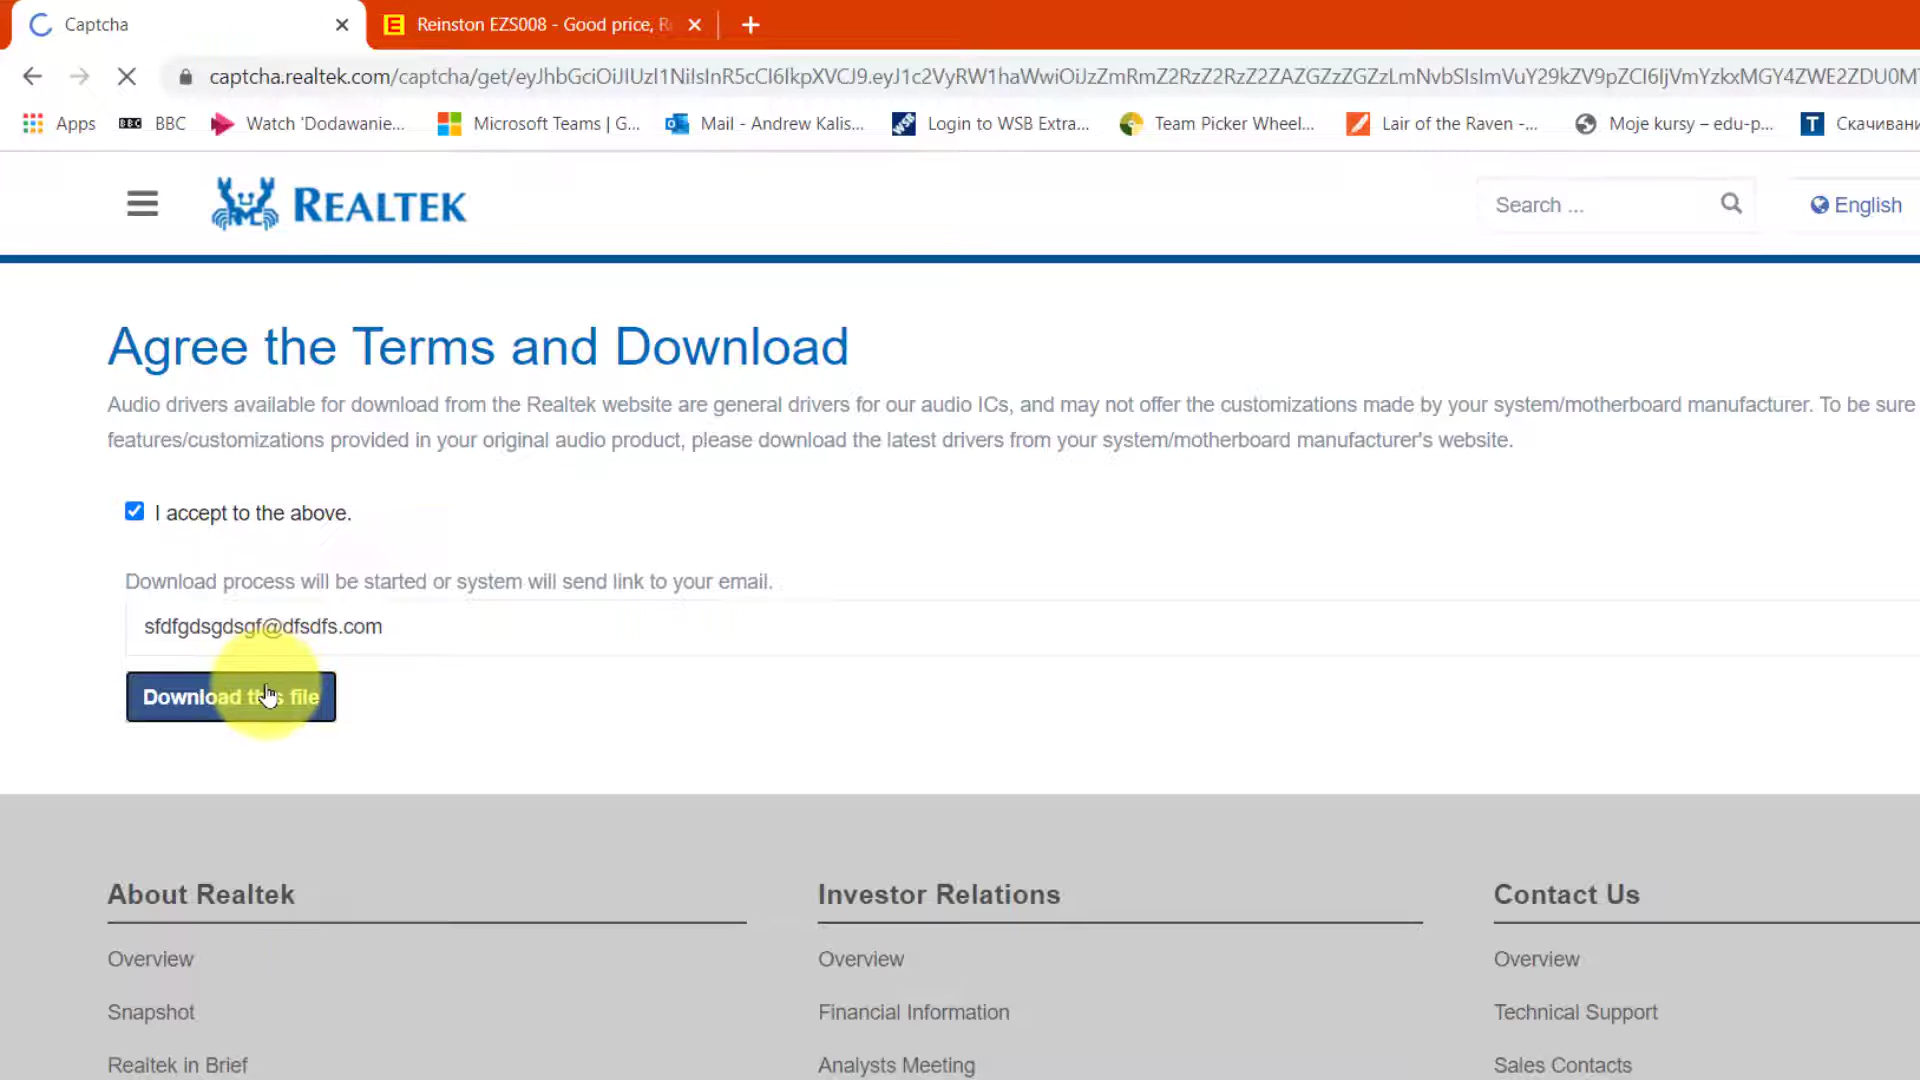 Captcha
Reinston EZS008 - Good price, R
captcha.realtek.com/captcha/get/eyJhbGciOiJIUzI1NiIsInR5cCI6IkpXVCJ9.eyJ1c2VyRW1haWwiOiJzZmRmZ2RzZ2RzZ2ZAZGZzZGZzLmNvbSIsImVuY29kZV9pZCI6IjVmYzkxMGY4ZWE2ZDU0M
Apps
BBC BBC
Watch 'Dodawanie...
Microsoft Teams | G...
Mail - Andrew Kalis...
WSB Login to WSB Extra...
Team Picker Wheel...
Lair of the Raven -...
Moje kursy – edu-p...
T Скачивани
REALTEK
Search ...
English
Agree the Terms and Download
Audio drivers available for download from the Realtek website are general drivers for our audio ICs, and may not offer the customizations made by your system/motherboard manufacturer. To be sure
features/customizations provided in your original audio product, please download the latest drivers from your system/motherboard manufacturer's website.
I accept to the above.
Download process will be started or system will send link to your email.
sfdfgdsgdsgf@dfsdfs.com
Download this file
About Realtek
Investor Relations
Contact Us
Overview
Overview
Overview
Snapshot
Financial Information
Technical Support
Realtek in Brief
Analysts Meeting
Sales Contacts